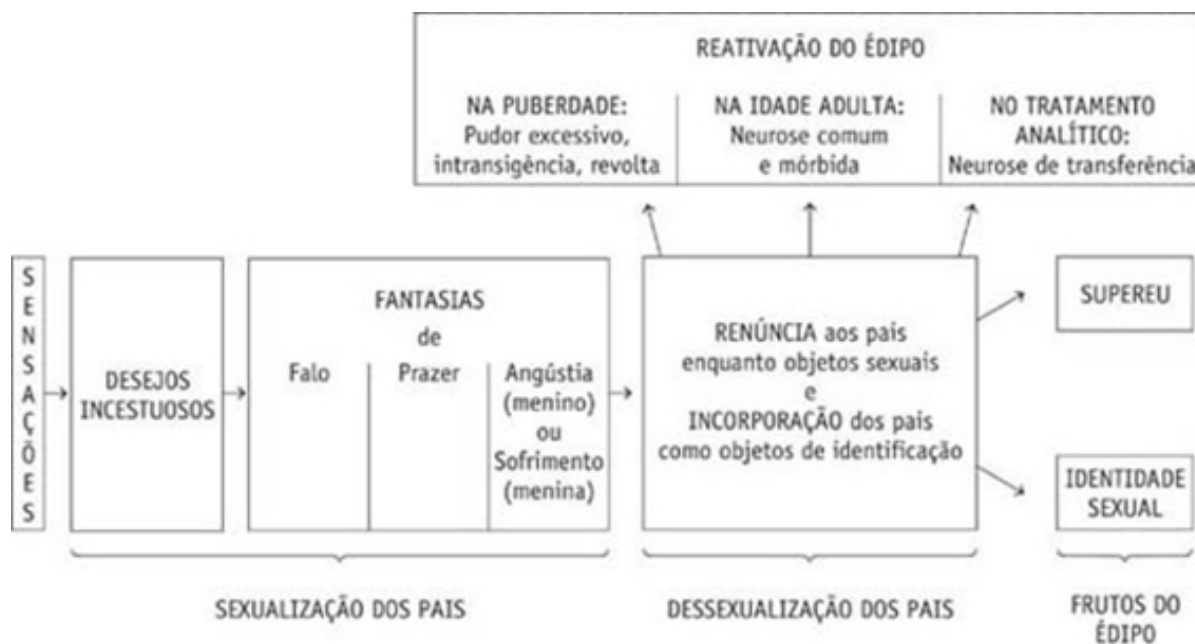 REATIVAÇÃO DO ÉDIPO
NA PUBERDADE:
Pudor excessivo,
intransigência, revolta
NA IDADE ADULTA:
Neurose comum
e mórbida
NO TRATAMENTO
ANALÍTICO:
Neurose de transferência
SENSAÇÕES
DESEJOS
INCESTUOSOS
FANTASIAS
de
Falo
Prazer
Angústia
(menino)
ou
Sofrimento
(menina)
RENÚNCIA aos pais
enquanto objetos sexuais
e
INCORPORAÇÃO dos pais
como objetos de identificação
SUPEREU
IDENTIDADE
SEXUAL
SEXUALIZAÇÃO DOS PAIS
DESSEXUALIZAÇÃO DOS PAIS
FRUTOS DO
ÉDIPO